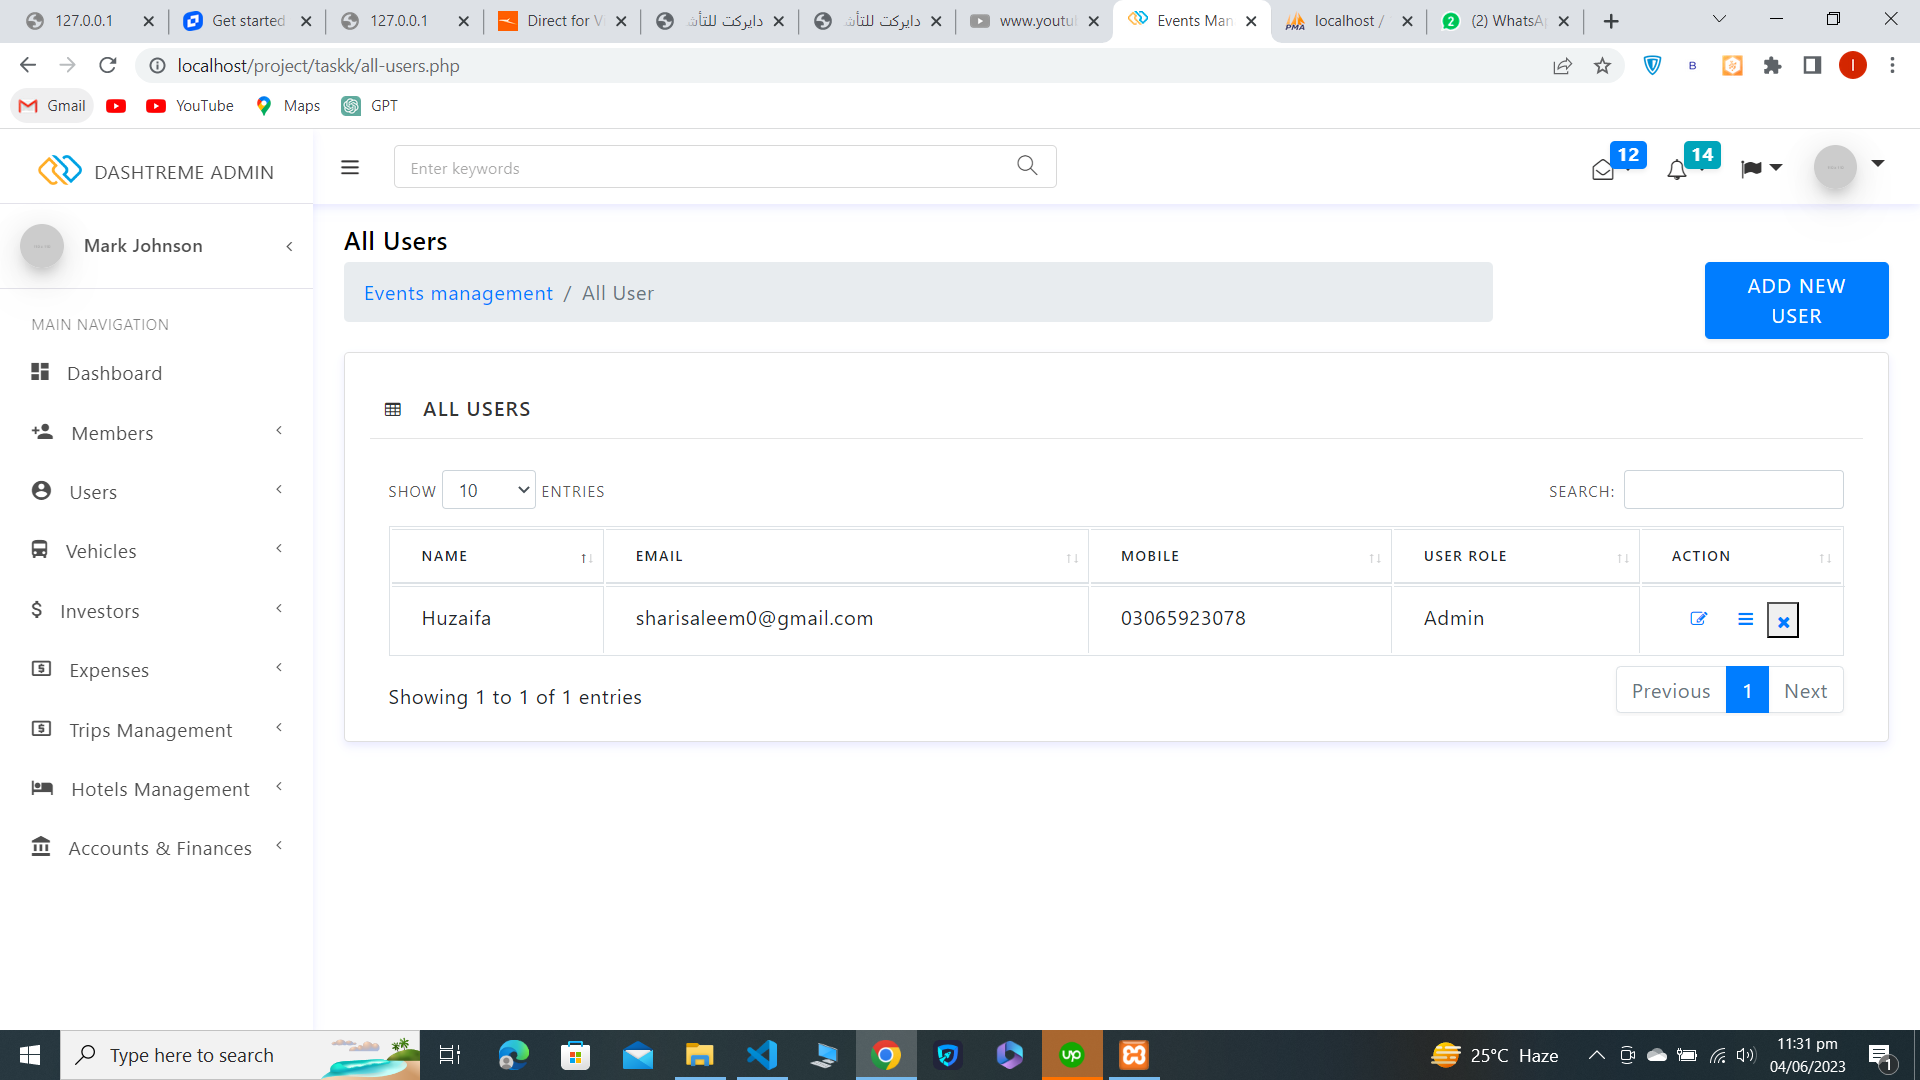 127.0.0.1
Get started
127.0.0.1
Direct for Vi
دايركت للتأش
دايركت للتأش
www.youtu
Events Man
localhost /
(2) WhatsAp
localhost/project/taskk/all-users.php
B
I
Gmail
YouTube
Maps
GPT
DASHTREME ADMIN
Enter keywords
12
14
Mark Johnson
MAIN NAVIGATION
Dashboard
Members
Users
Vehicles
Investors
Expenses
Trips Management
Hotels Management
Accounts & Finances
All Users
Events management / All User
ADD NEW
USER
ALL USERS
SHOW 10 ENTRIES
SEARCH:
NAME EMAIL MOBILE USER ROLE ACTION
Huzaifa sharisaleem0@gmail.com 03065923078 Admin
Showing 1 to 1 of 1 entries
Previous 1 Next
Type here to search
25°C Haze
11:31 pm
04/06/2023
1